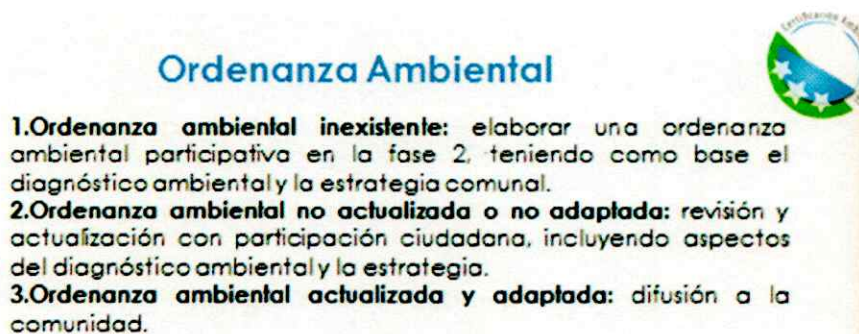 Certificación Amb
Ordenanza Ambiental
1.Ordenanza ambiental inexistente: elaborar una ordenanza
ambiental participativa en la fase 2, teniendo como base el
diagnóstico ambiental y la estrategia comunal.
2.Ordenanza ambiental no actualizada o no adaptada: revisión y
actualización con participación ciudadana, incluyendo aspectos
del diagnóstico ambiental y la estrategia.
3.Ordenanza ambiental actualizada y adaptada: difusión a la
comunidad.